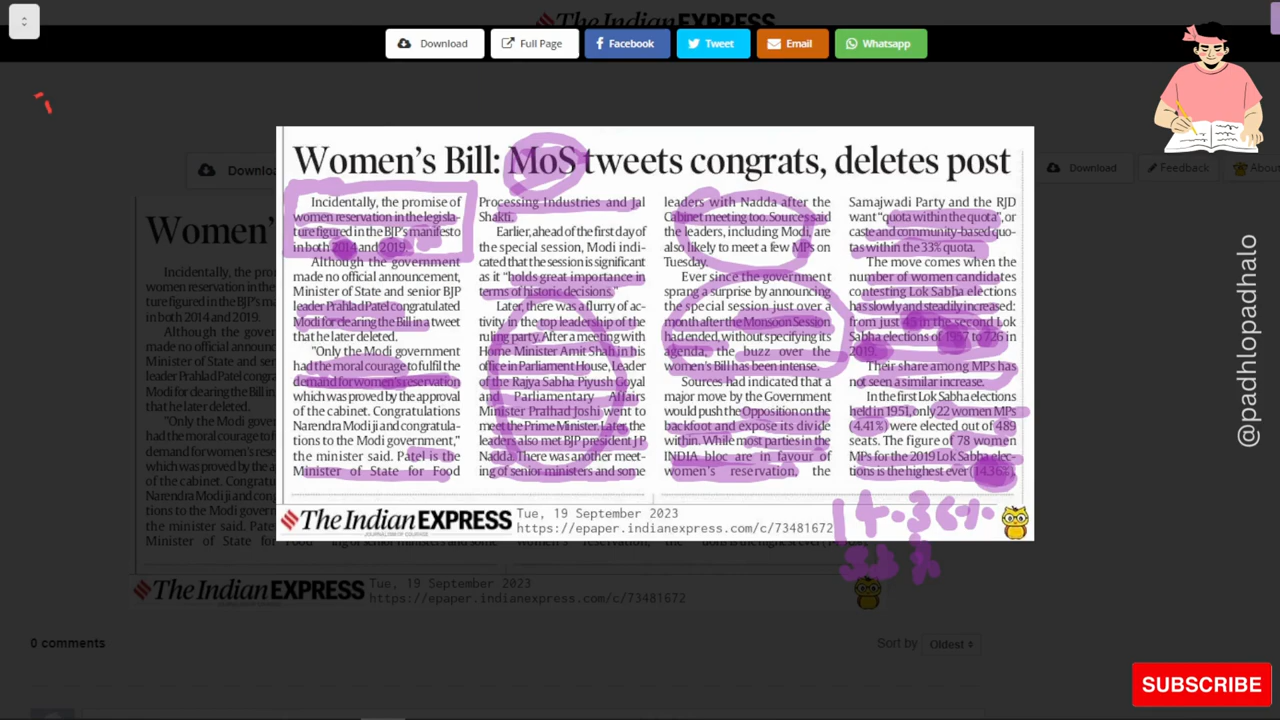 The Indian EXPRESS
Download
Full Page
Facebook
Tweet
Email
Whatsapp
Download
Feedback
Women's Bill: MoS tweets congrats, deletes post
Incidentally, the promise of
women reservation in the legisla-
ture figured in the BJP's manifesto
in both 2014 and 2019.
Although the government
made no official announcement,
Minister of State and senior BJP
leader Prahlad Patel congratulated
Modi for clearing the Bill in a tweet
that he later deleted.
"Only the Modi government
had the moral courage to fulfil the
demand for women's reservation
which was proved by the approval
of the cabinet. Congratulations
Narendra Modi ji and congratula-
tions to the Modi government,"
the minister said. Patel is the
Minister of State for Food
Processing Industries and Jal
Shakti.
Earlier, ahead of the first day of
the special session, Modi indi-
cated that the session is significant
as it "holds great importance in
terms of historic decisions."
Later, there was a flurry of ac-
tivity in the top leadership of the
ruling party. After a meeting with
Home Minister Amit Shah in his
office in Parliament House, Leader
of the Rajya Sabha Piyush Goyal
and Parliamentary Affairs
Minister Pralhad Joshi went to
meet the Prime Minister. Later, the
leaders also met BJP president J P
Nadda. There was another meet-
ing of senior ministers and some
leaders with Nadda after the
Cabinet meeting too. Sources said
the leaders, including Modi, are
also likely to meet a few MPs on
Tuesday.
Ever since the government
sprang a surprise by announcing
the special session just over a
month after the Monsoon Session
had ended, without specifying its
agenda, the buzz over the
women's Bill has been intense.
Sources had indicated that a
major move by the Government
would push the Opposition on the
backfoot and expose its divide
within. While most parties in the
INDIA bloc are in favour of
women's reservation, the
Samajwadi Party and the RJD
want "quota within the quota", or
caste and community-based quo-
tas within the 33% quota.
The move comes when the
number of women candidates
contesting Lok Sabha elections
has slowly and steadily increased:
from just 45 in the second Lok
Sabha elections of 1957 to 726 in
2019.
Their share among MPs has
not seen a similar increase.
In the first Lok Sabha elections
held in 1951, only 22 women MPs
(4.41%) were elected out of 489
seats. The figure of 78 women
MPs for the 2019 Lok Sabha elec-
tions is the highest ever (14.36%).
14.36%
33%
The Indian EXPRESS
JOURNALISM OF COURAGE
Tue, 19 September 2023
https://epaper.indianexpress.com/c/73481672
The Indian EXPRESS
Tue, 19 September 2023
https://epaper.indianexpress.com/c/73481672
0 comments
Sort by
Oldest
@padhlopadhalo
SUBSCRIBE